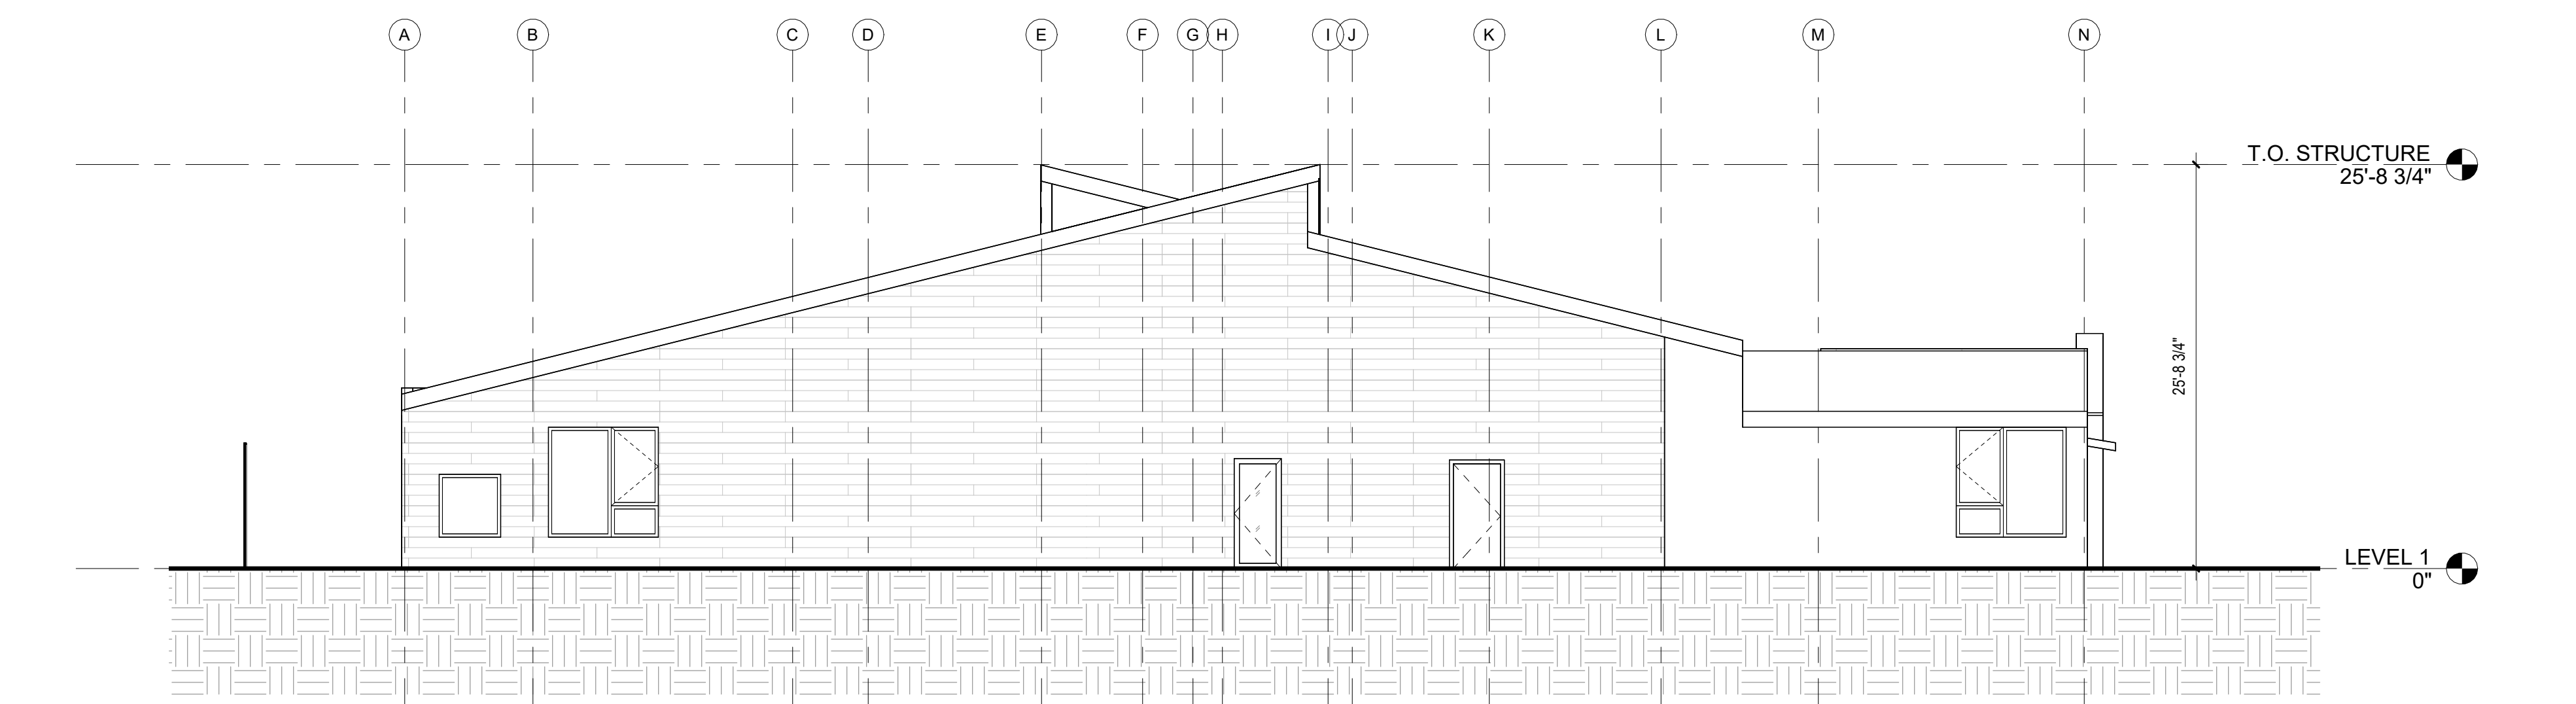 A B C D E F G H I J K L M N
T.O. STRUCTURE
25'-8 3/4"
25'-8 3/4"
LEVEL 1
0"